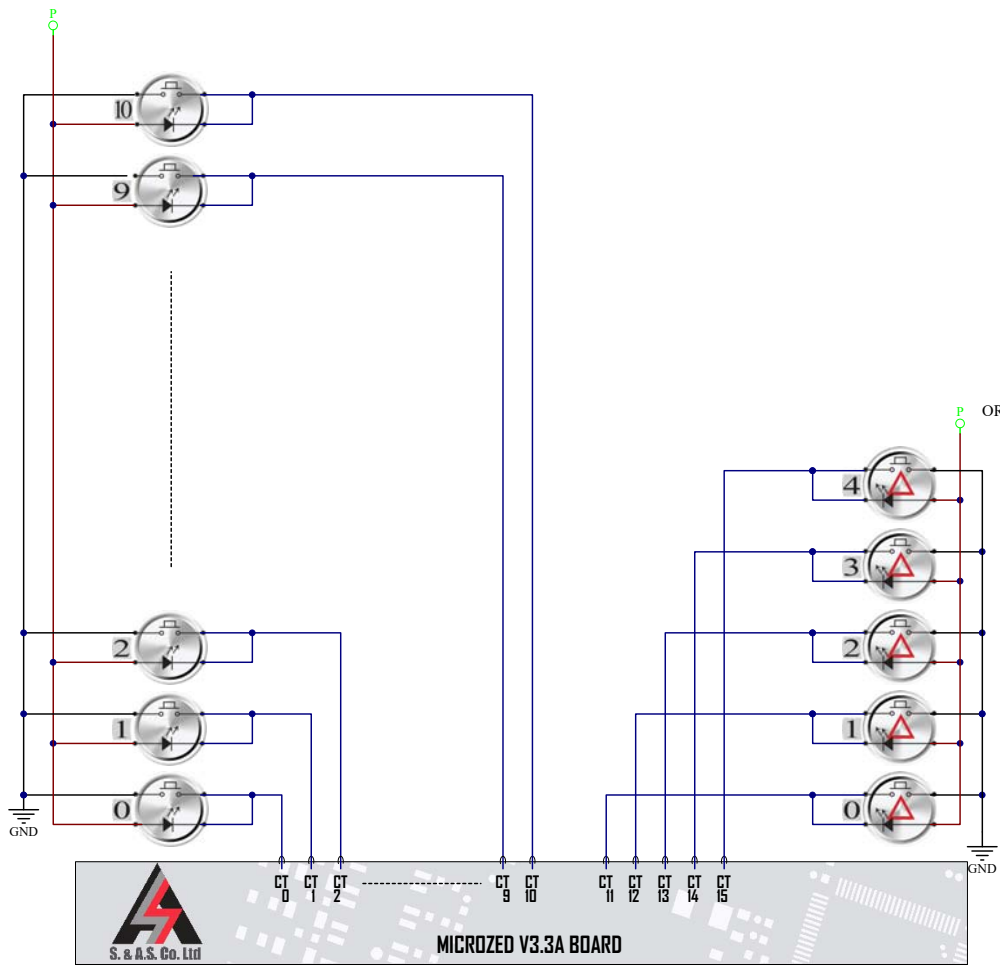 P
10
9
P OR
4
3
2
2
1
1
0
0
GND
GND
CT 0
CT 1
CT 2
CT 9
CT 10
CT 11
CT 12
CT 13
CT 14
CT 15
MICROZED V3.3A BOARD
S. & A.S. Co. Ltd